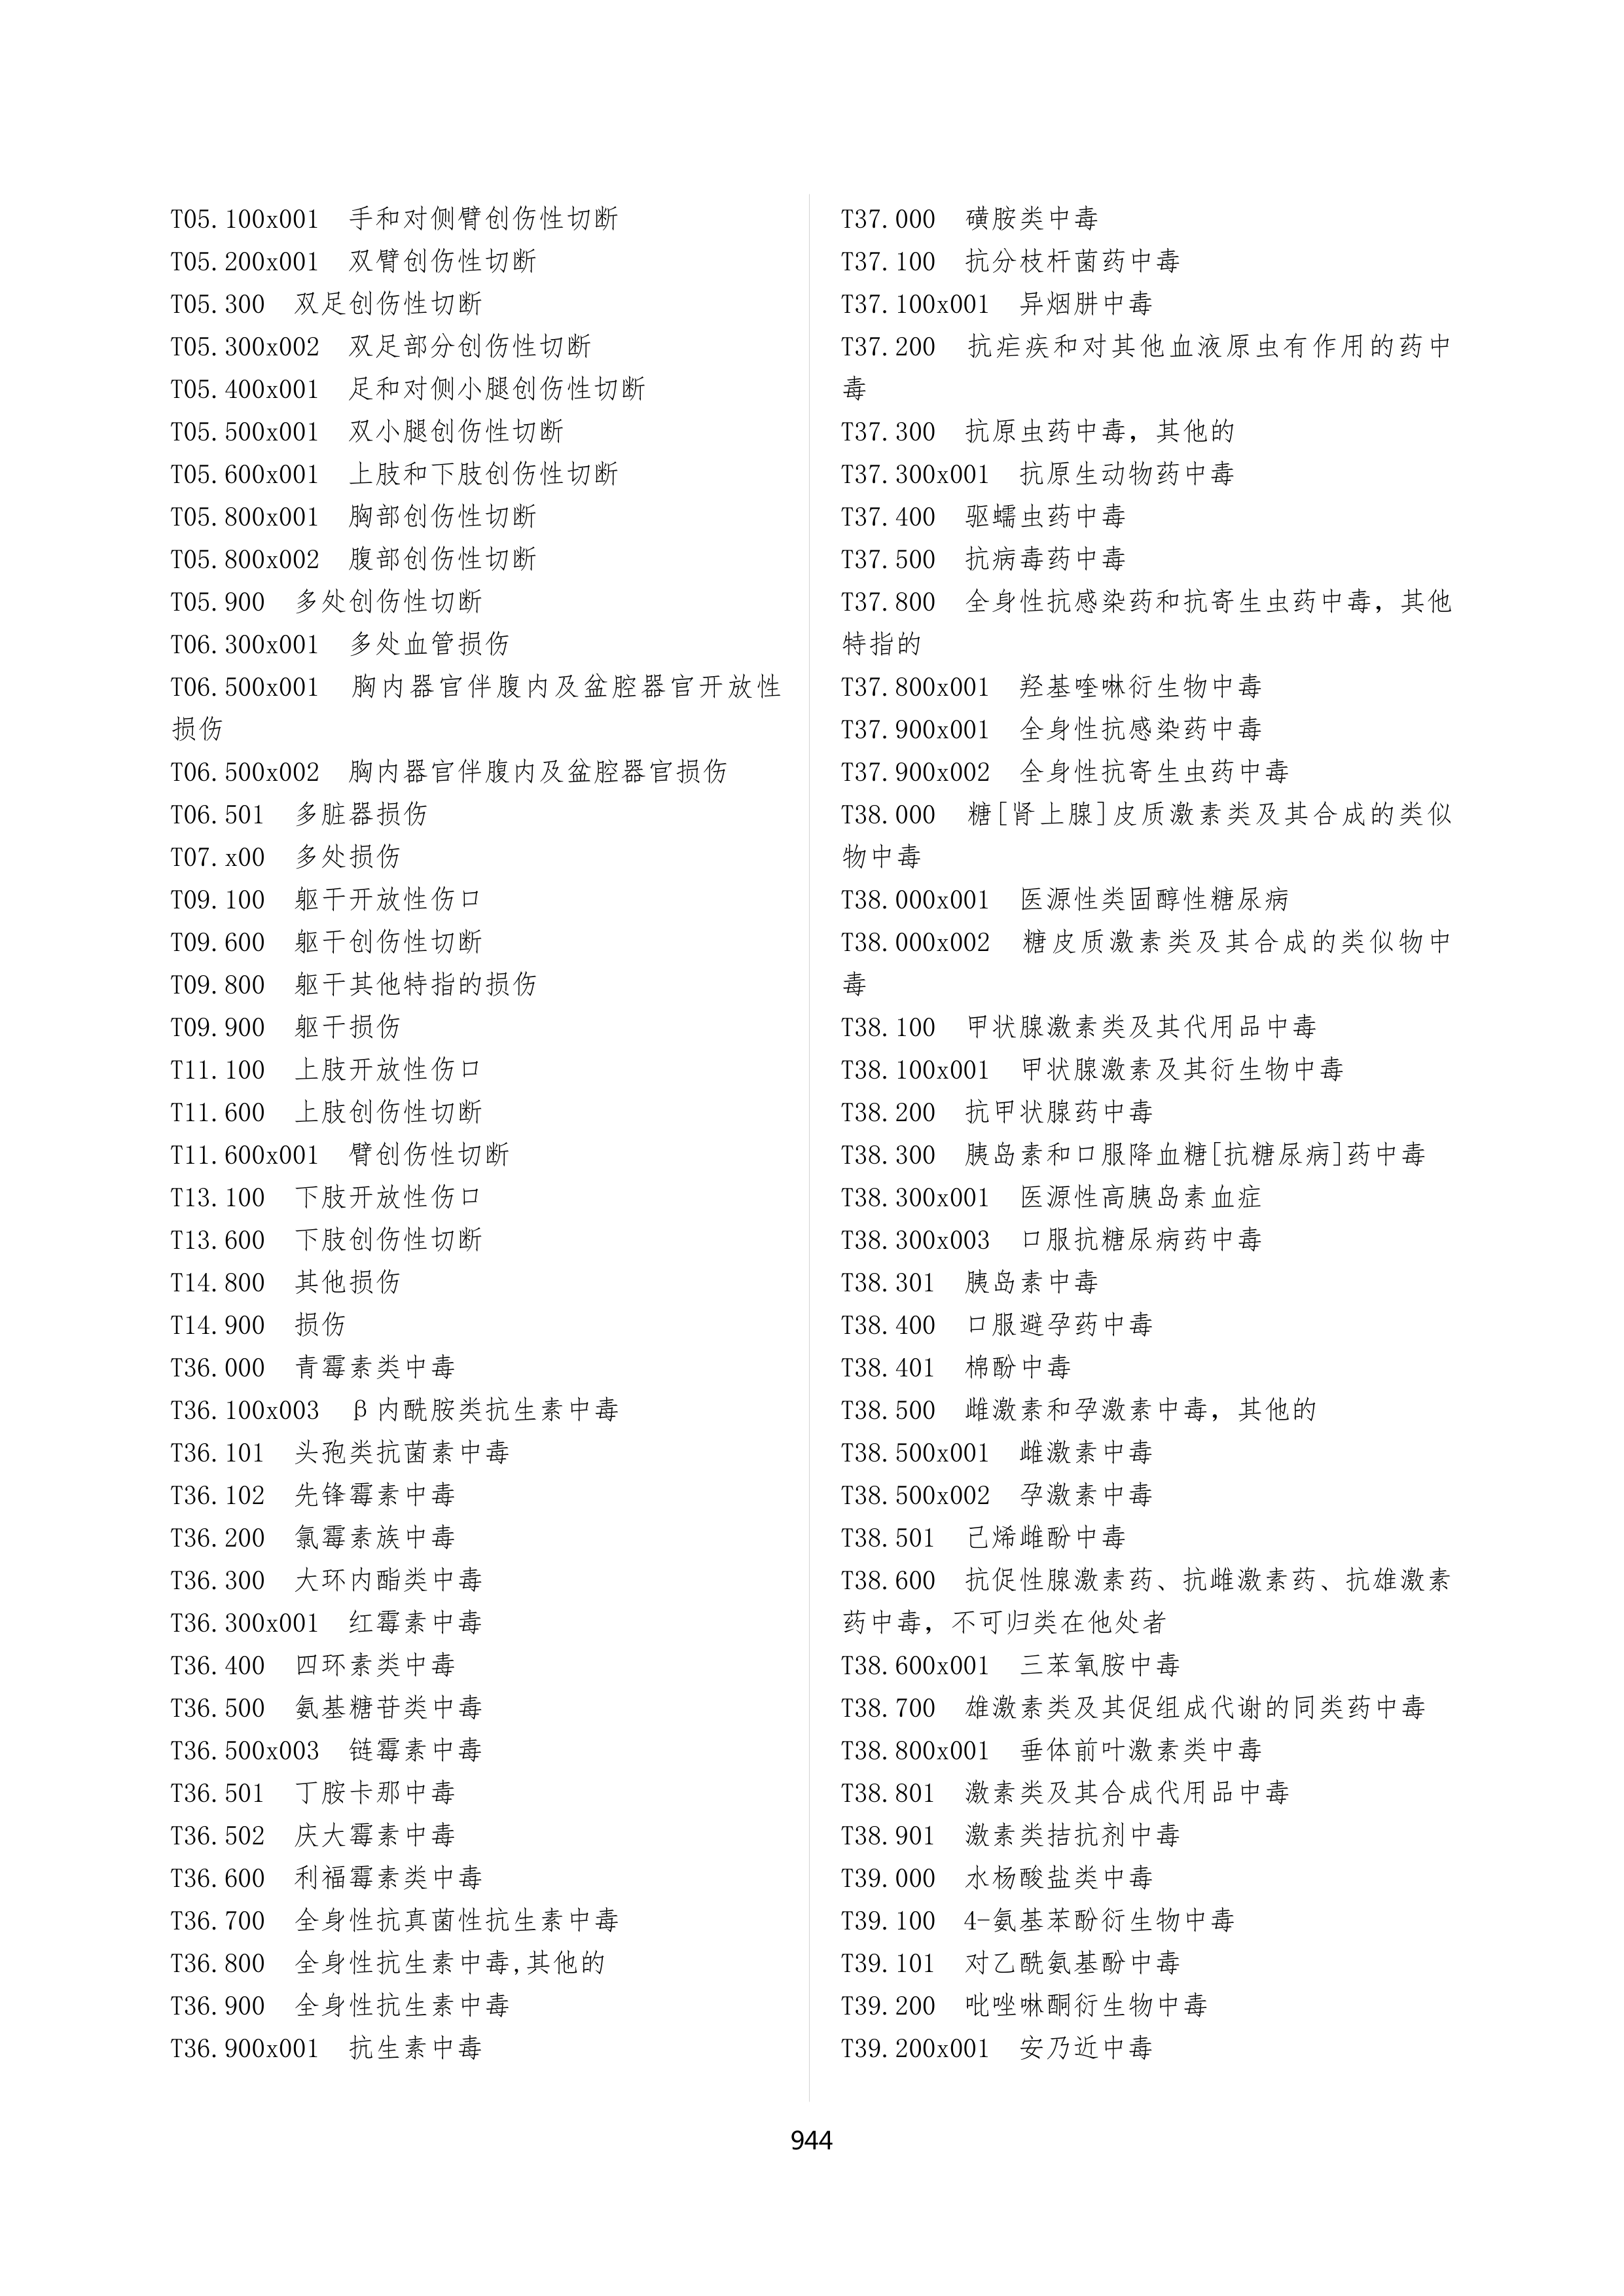 T05.100x001 手和对侧臂创伤性切断
T05.200x001 双臂创伤性切断
T05.300 双足创伤性切断
T05.300x002 双足部分创伤性切断
T05.400x001 足和对侧小腿创伤性切断
T05.500x001 双小腿创伤性切断
T05.600x001 上肢和下肢创伤性切断
T05.800x001 胸部创伤性切断
T05.800x002 腹部创伤性切断
T05.900 多处创伤性切断
T06.300x001 多处血管损伤
T06.500x001 胸内器官伴腹内及盆腔器官开放性
损伤
T06.500x002 胸内器官伴腹内及盆腔器官损伤
T06.501 多脏器损伤
T07.x00 多处损伤
T09.100 躯干开放性伤口
T09.600 躯干创伤性切断
T09.800 躯干其他特指的损伤
T09.900 躯干损伤
T11.100 上肢开放性伤口
T11.600 上肢创伤性切断
T11.600x001 臂创伤性切断
T13.100 下肢开放性伤口
T13.600 下肢创伤性切断
T14.800 其他损伤
T14.900 损伤
T36.000 青霉素类中毒
T36.100x003 β内酰胺类抗生素中毒
T36.101 头孢类抗菌素中毒
T36.102 先锋霉素中毒
T36.200 氯霉素族中毒
T36.300 大环内酯类中毒
T36.300x001 红霉素中毒
T36.400 四环素类中毒
T36.500 氨基糖苷类中毒
T36.500x003 链霉素中毒
T36.501 丁胺卡那中毒
T36.502 庆大霉素中毒
T36.600 利福霉素类中毒
T36.700 全身性抗真菌性抗生素中毒
T36.800 全身性抗生素中毒,其他的
T36.900 全身性抗生素中毒
T36.900x001 抗生素中毒
T37.000 磺胺类中毒
T37.100 抗分枝杆菌药中毒
T37.100x001 异烟肼中毒
T37.200 抗疟疾和对其他血液原虫有作用的药中
毒
T37.300 抗原虫药中毒，其他的
T37.300x001 抗原生动物药中毒
T37.400 驱蠕虫药中毒
T37.500 抗病毒药中毒
T37.800 全身性抗感染药和抗寄生虫药中毒，其他
特指的
T37.800x001 羟基喹啉衍生物中毒
T37.900x001 全身性抗感染药中毒
T37.900x002 全身性抗寄生虫药中毒
T38.000 糖[肾上腺]皮质激素类及其合成的类似
物中毒
T38.000x001 医源性类固醇性糖尿病
T38.000x002 糖皮质激素类及其合成的类似物中
毒
T38.100 甲状腺激素类及其代用品中毒
T38.100x001 甲状腺激素及其衍生物中毒
T38.200 抗甲状腺药中毒
T38.300 胰岛素和口服降血糖[抗糖尿病]药中毒
T38.300x001 医源性高胰岛素血症
T38.300x003 口服抗糖尿病药中毒
T38.301 胰岛素中毒
T38.400 口服避孕药中毒
T38.401 棉酚中毒
T38.500 雌激素和孕激素中毒，其他的
T38.500x001 雌激素中毒
T38.500x002 孕激素中毒
T38.501 己烯雌酚中毒
T38.600 抗促性腺激素药、抗雌激素药、抗雄激素
药中毒，不可归类在他处者
T38.600x001 三苯氧胺中毒
T38.700 雄激素类及其促组成代谢的同类药中毒
T38.800x001 垂体前叶激素类中毒
T38.801 激素类及其合成代用品中毒
T38.901 激素类拮抗剂中毒
T39.000 水杨酸盐类中毒
T39.100 4-氨基苯酚衍生物中毒
T39.101 对乙酰氨基酚中毒
T39.200 吡唑啉酮衍生物中毒
T39.200x001 安乃近中毒
944